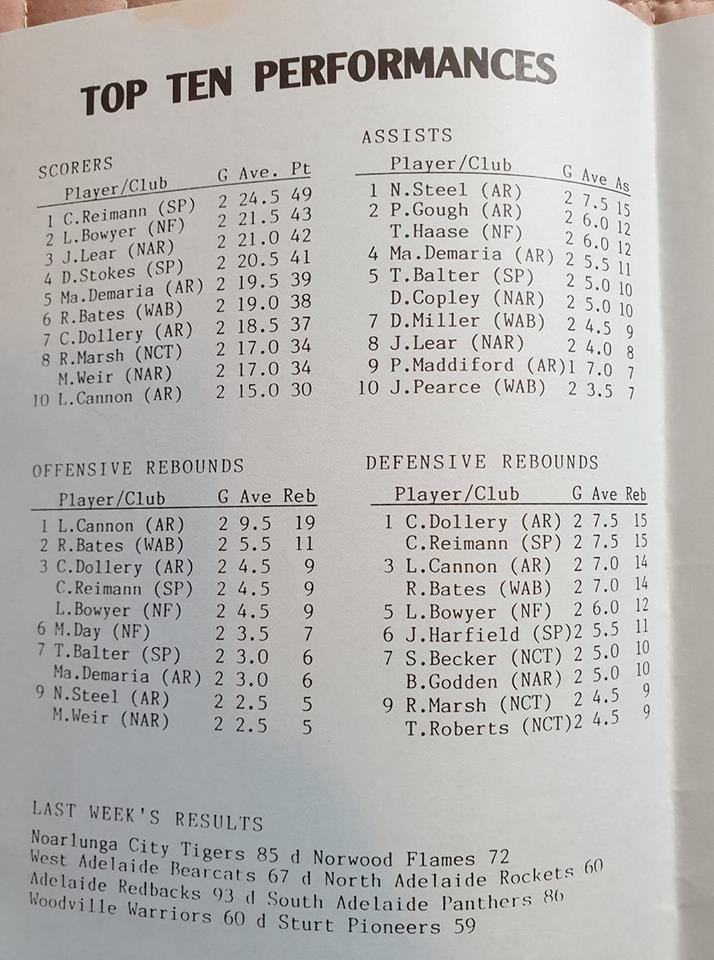 TOP TEN PERFORMANCES
SCORERS
Player/Club G Ave. Pt
1 C.Reimann (SP) 2 24.5 49
2 L.Bowyer (NF) 2 21.5 43
3 J.Lear (NAR) 2 21.0 42
4 D.Stokes (SP) 2 20.5 41
5 Ma.Demaria (AR) 2 19.5 39
6 R.Bates (WAB) 2 19.0 38
7 C.Dollery (AR) 2 18.5 37
8 R.Marsh (NCT) 2 17.0 34
M.Weir (NAR) 2 17.0 34
10 L.Cannon (AR) 2 15.0 30
ASSISTS
Player/Club G Ave As
1 N.Steel (AR) 2 7.5 15
2 P.Gough (AR) 2 6.0 12
T.Haase (NF) 2 6.0 12
4 Ma.Demaria (AR) 2 5.5 11
5 T.Balter (SP) 2 5.0 10
D.Copley (NAR) 2 5.0 10
7 D.Miller (WAB) 2 4.5 9
8 J.Lear (NAR) 2 4.0 8
9 P.Maddiford (AR)1 7.0 7
10 J.Pearce (WAB) 2 3.5 7
OFFENSIVE REBOUNDS
Player/Club G Ave Reb
1 L.Cannon (AR) 2 9.5 19
2 R.Bates (WAB) 2 5.5 11
3 C.Dollery (AR) 2 4.5 9
C.Reimann (SP) 2 4.5 9
L.Bowyer (NF) 2 4.5 9
6 M.Day (NF) 2 3.5 7
7 T.Balter (SP) 2 3.0 6
Ma.Demaria (AR) 2 3.0 6
9 N.Steel (AR) 2 2.5 5
M.Weir (NAR) 2 2.5 5
DEFENSIVE REBOUNDS
Player/Club G Ave Reb
1 C.Dollery (AR) 2 7.5 15
C.Reimann (SP) 2 7.5 15
3 L.Cannon (AR) 2 7.0 14
R.Bates (WAB) 2 7.0 14
5 L.Bowyer (NF) 2 6.0 12
6 J.Harfield (SP)2 5.5 11
7 S.Becker (NCT) 2 5.0 10
B.Godden (NAR) 2 5.0 10
9 R.Marsh (NCT) 2 4.5 9
T.Roberts (NCT)2 4.5 9
LAST WEEK'S RESULTS
Noarlunga City Tigers 85 d Norwood Flames 72
West Adelaide Bearcats 67 d North Adelaide Rockets 60
Adelaide Redbacks 93 d South Adelaide Panthers 86
Woodville Warriors 60 d Sturt Pioneers 59